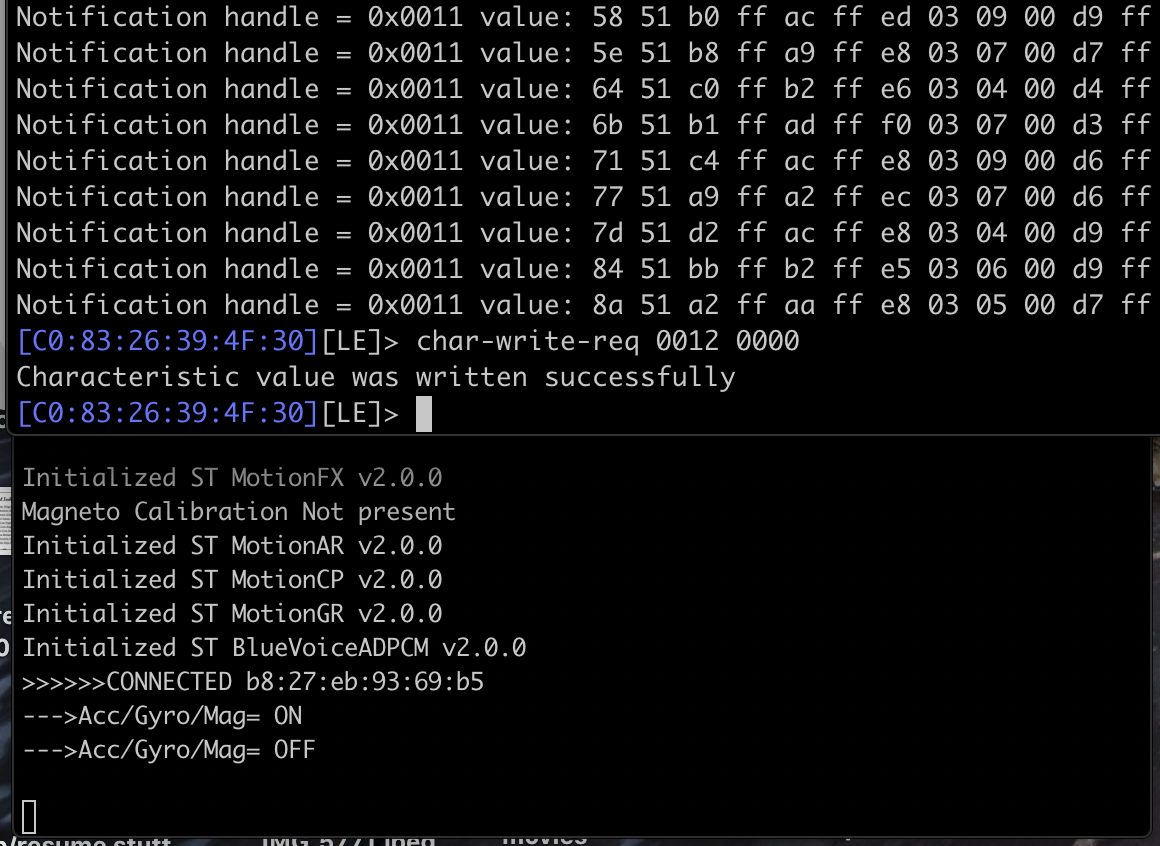 Notification handle = 0x0011 value: 58 51 b0 ff ac ff ed 03 09 00 d9 ff
Notification handle = 0x0011 value: 5e 51 b8 ff a9 ff e8 03 07 00 d7 ff
Notification handle = 0x0011 value: 64 51 c0 ff b2 ff e6 03 04 00 d4 ff
Notification handle = 0x0011 value: 6b 51 b1 ff ad ff f0 03 07 00 d3 ff
Notification handle = 0x0011 value: 71 51 c4 ff ac ff e8 03 09 00 d6 ff
Notification handle = 0x0011 value: 77 51 a9 ff a2 ff ec 03 07 00 d6 ff
Notification handle = 0x0011 value: 7d 51 d2 ff ac ff e8 03 04 00 d9 ff
Notification handle = 0x0011 value: 84 51 bb ff b2 ff e5 03 06 00 d9 ff
Notification handle = 0x0011 value: 8a 51 a2 ff aa ff e8 03 05 00 d7 ff
[C0:83:26:39:4F:30][LE]> char-write-req 0012 0000
Characteristic value was written successfully
[C0:83:26:39:4F:30][LE]>
Initialized ST MotionFX v2.0.0
Magneto Calibration Not present
Initialized ST MotionAR v2.0.0
Initialized ST MotionCP v2.0.0
Initialized ST MotionGR v2.0.0
Initialized ST BlueVoiceADPCM v2.0.0
>>>>>>CONNECTED b8:27:eb:93:69:b5
--->Acc/Gyro/Mag= ON
--->Acc/Gyro/Mag= OFF